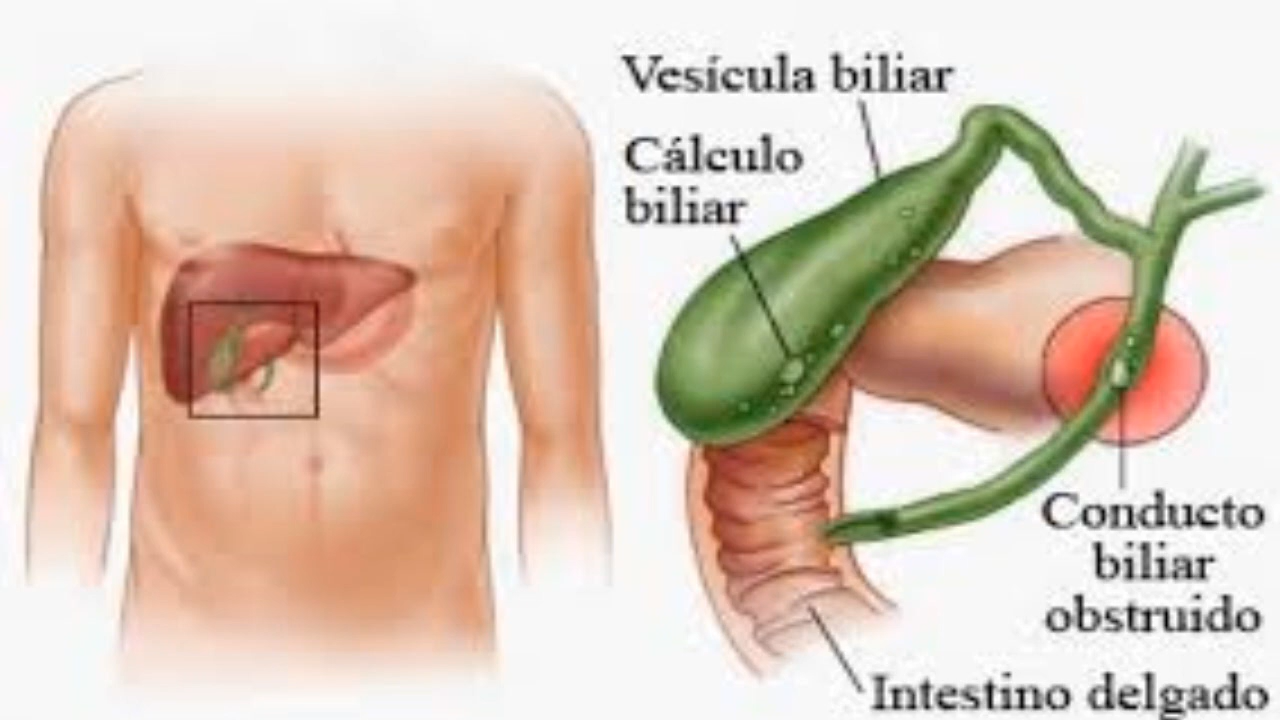 Vesícula biliar
Cálculo
biliar
Conducto
biliar
obstruido
Intestino delgado